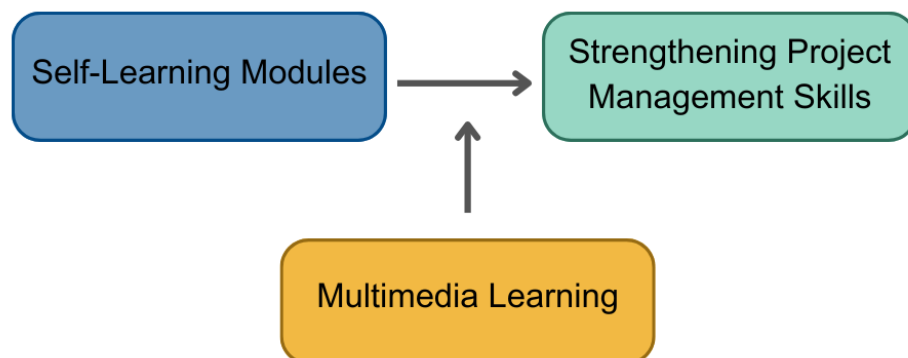 Self-Learning Modules
Strengthening Project
Management Skills
Multimedia Learning